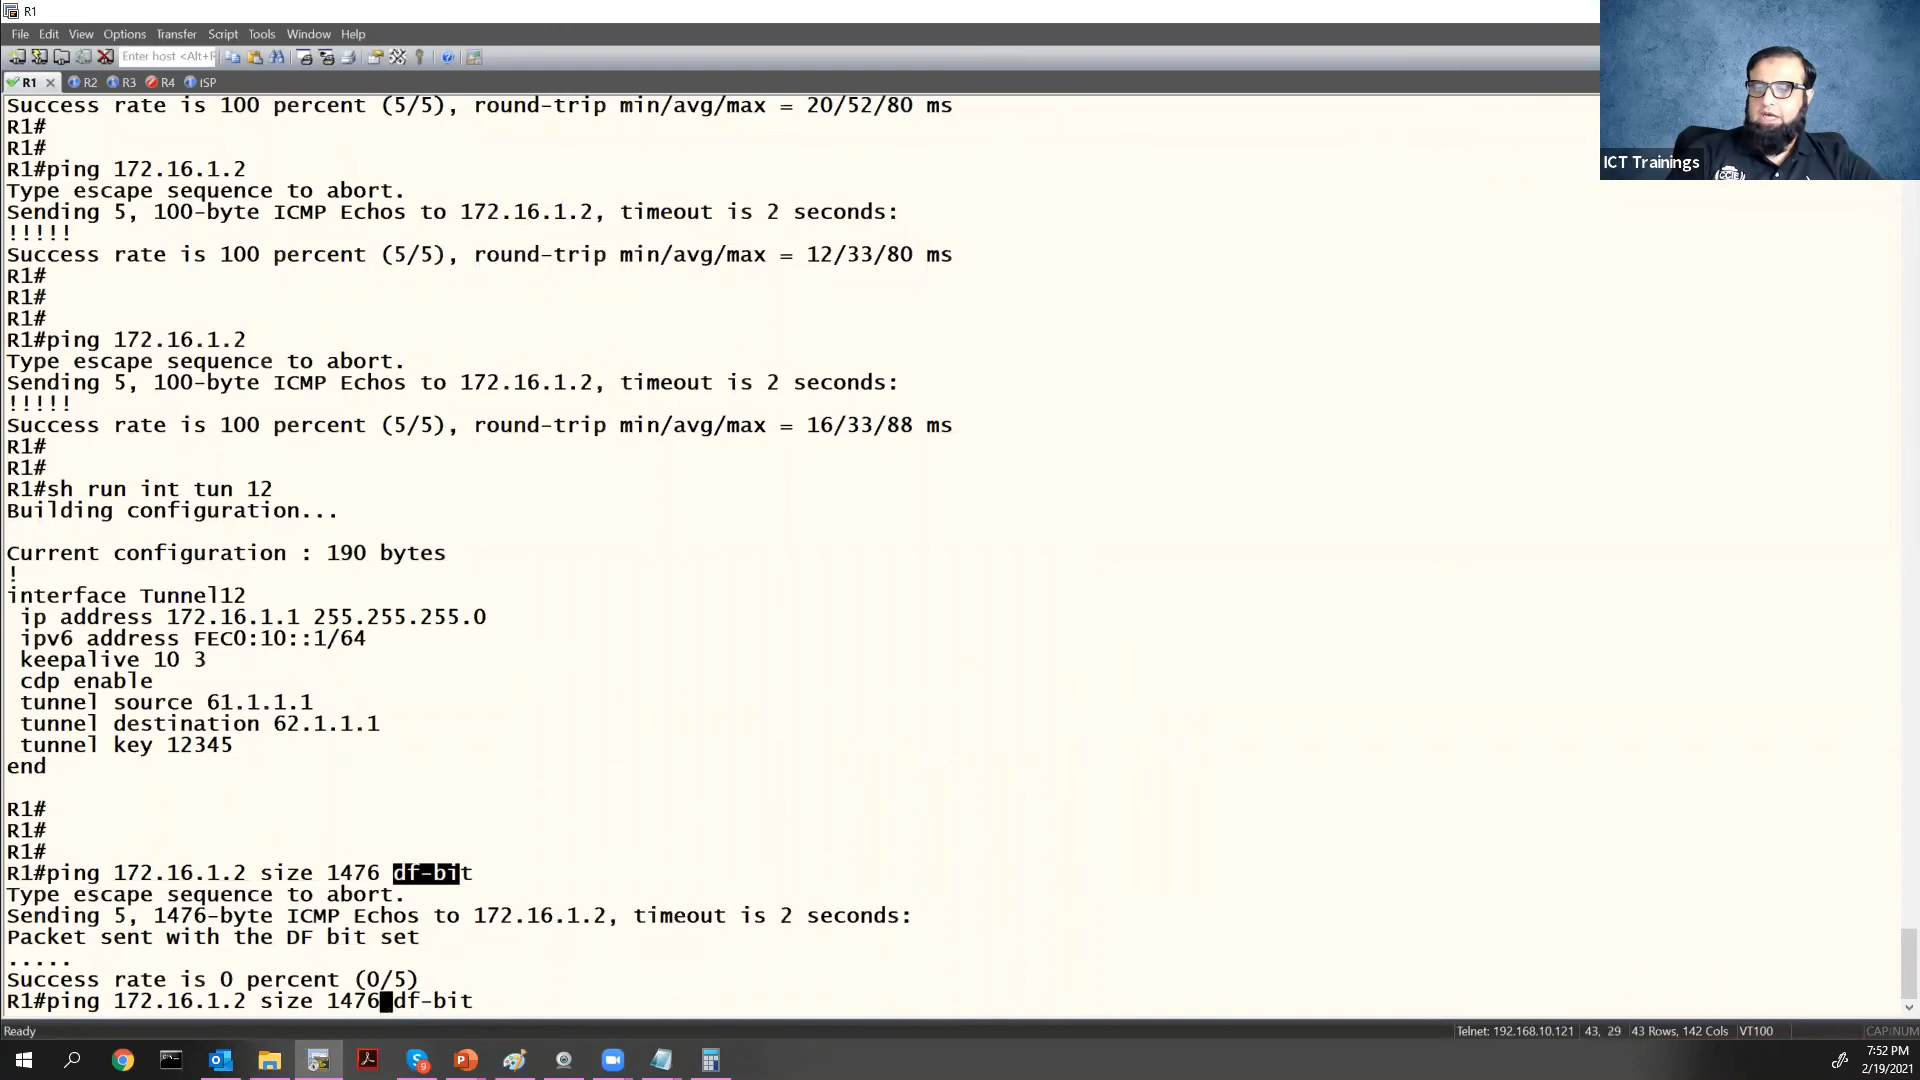 R1
File Edit View Options Transfer Script Tools Window Help
Enter host <Alt+R
R1 R2 R3 R4 ISP
Success rate is 100 percent (5/5), round-trip min/avg/max = 20/52/80 ms
R1#
R1#
R1#ping 172.16.1.2
Type escape sequence to abort.
Sending 5, 100-byte ICMP Echos to 172.16.1.2, timeout is 2 seconds:
!!!!!
Success rate is 100 percent (5/5), round-trip min/avg/max = 12/33/80 ms
R1#
R1#
R1#
R1#ping 172.16.1.2
Type escape sequence to abort.
Sending 5, 100-byte ICMP Echos to 172.16.1.2, timeout is 2 seconds:
!!!!!
Success rate is 100 percent (5/5), round-trip min/avg/max = 16/33/88 ms
R1#
R1#
R1#sh run int tun 12
Building configuration...
Current configuration : 190 bytes
!
interface Tunnel12
ip address 172.16.1.1 255.255.255.0
ipv6 address FEC0:10::1/64
keepalive 10 3
cdp enable
tunnel source 61.1.1.1
tunnel destination 62.1.1.1
tunnel key 12345
end
R1#
R1#
R1#
R1#ping 172.16.1.2 size 1476 df-bit
Type escape sequence to abort.
Sending 5, 1476-byte ICMP Echos to 172.16.1.2, timeout is 2 seconds:
Packet sent with the DF bit set
.....
Success rate is 0 percent (0/5)
R1#ping 172.16.1.2 size 1476 df-bit
ICT Trainings
CCIE
Ready
Telnet: 192.168.10.121 43, 29 43 Rows, 142 Cols VT100 CAP NUM
9
7:52 PM
2/19/2021